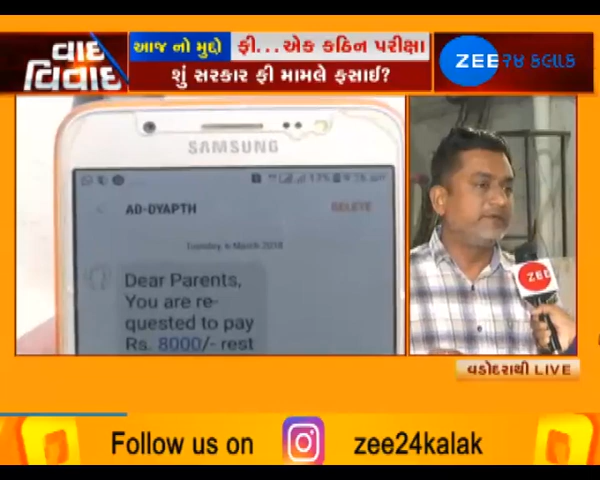 વાદ વિવાદ
આજ નો મુદ્દો
ફી...એક કઠિન પરીક્ષા
શું સરકાર ફી મામલે ફસાઈ?
ZEE ૨૪ કલાક
SAMSUNG
AD-DYAPTH
DELETE
Tuesday, 6 March 2018
Dear Parents,
You are re-
quested to pay
Rs. 8000/- rest
ZEE
વડોદરાથી LIVE
Follow us on
zee24kalak